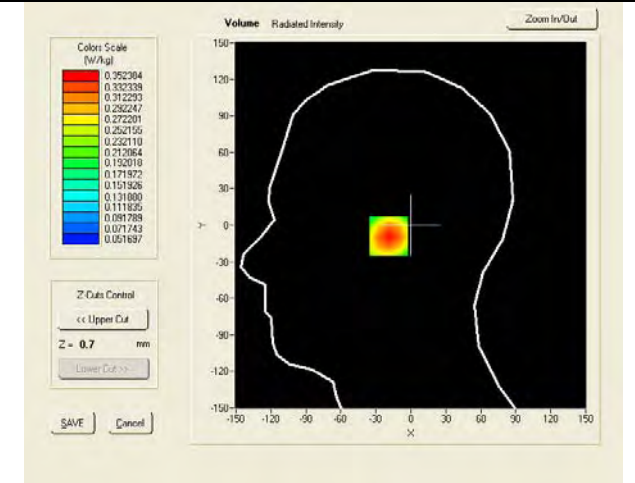 Volume Radiated Intensity
Zoom In/Out
Colors Scale
(W/kg)
0.352384
0.332339
0.312293
0.292247
0.272201
0.252155
0.232110
0.212064
0.192018
0.171972
0.151926
0.131880
0.111835
0.091789
0.071743
0.051697
Z-Cuts Control
<< Upper Cut
Z = 0.7 mm
Lower Cut >>
SAVE Cancel
150
120
90
60
30
0
-30
-60
-90
-120
-150
Y
-150 -120 -90 -60 -30 0 30 60 90 120 150
X